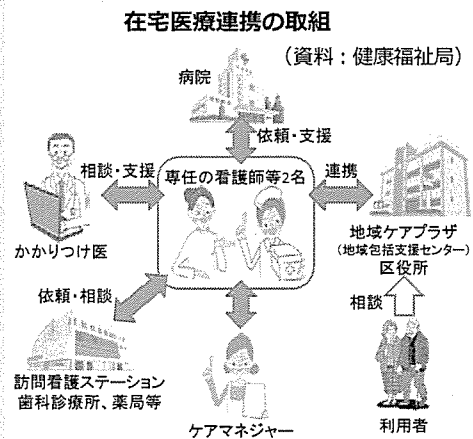 在宅医療連携の取組
（資料：健康福祉局）
病院
依頼・支援
相談・支援
専任の看護師等2名
連携
かかりつけ医
地域ケアプラザ
（地域包括支援センター）
区役所
依頼・相談
相談
訪問看護ステーション
歯科診療所、薬局等
ケアマネジャー
利用者